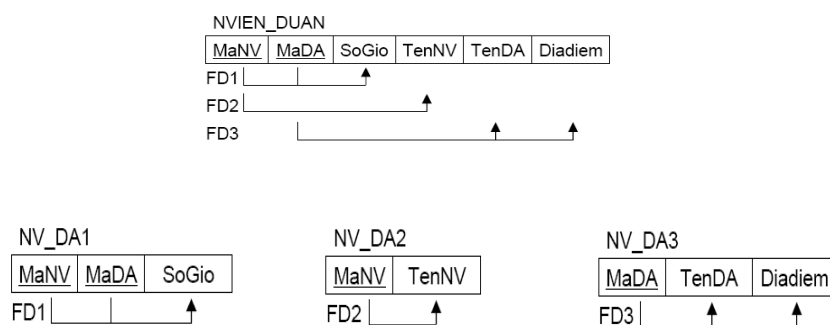 NVIEN_DUAN
MaNV MaDA SoGio TenNV TenDA Diadiem
FD1
FD2
FD3
NV_DA1
MaNV MaDA SoGio
FD1
NV_DA2
MaNV TenNV
FD2
NV_DA3
MaDA TenDA Diadiem
FD3